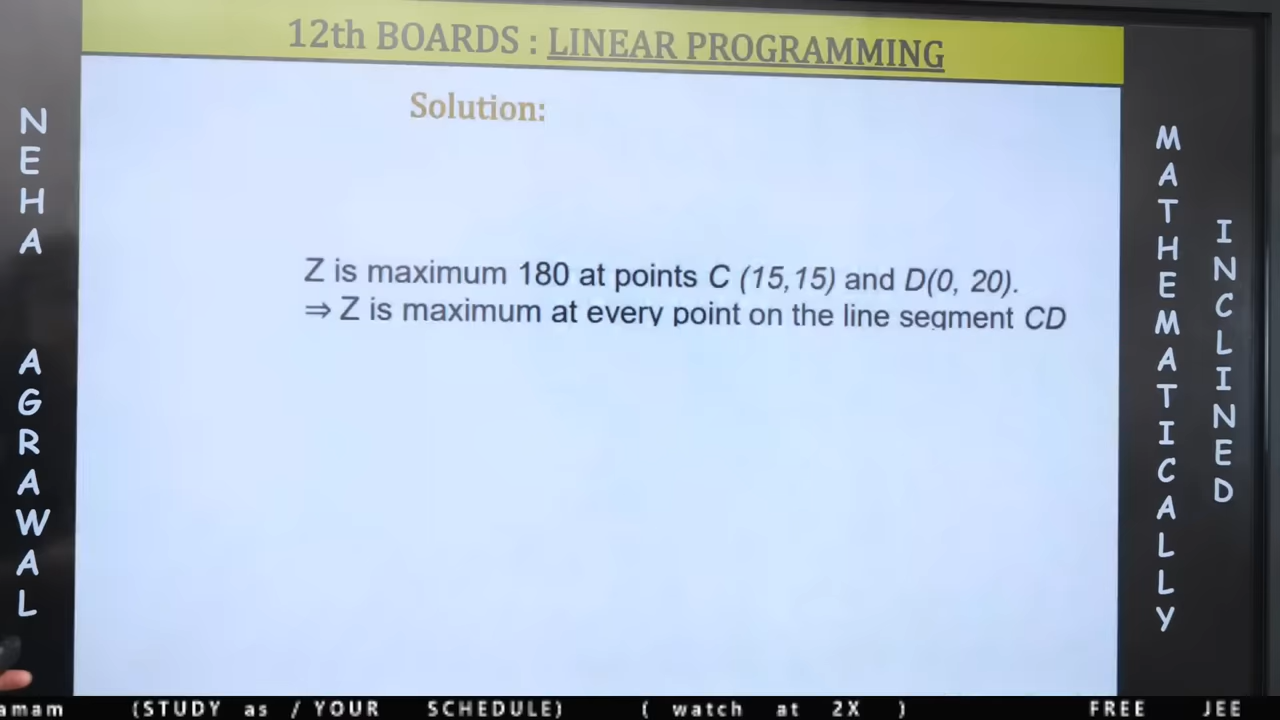 12th BOARDS : LINEAR PROGRAMMING
Solution:
Z is maximum 180 at points C (15,15) and D(0, 20).
⇒ Z is maximum at every point on the line segment CD
NEHA AGRAWAL
MATHEMATICALLY
INCLINED
(STUDY as / YOUR SCHEDULE) ( watch at 2X ) FREE JEE